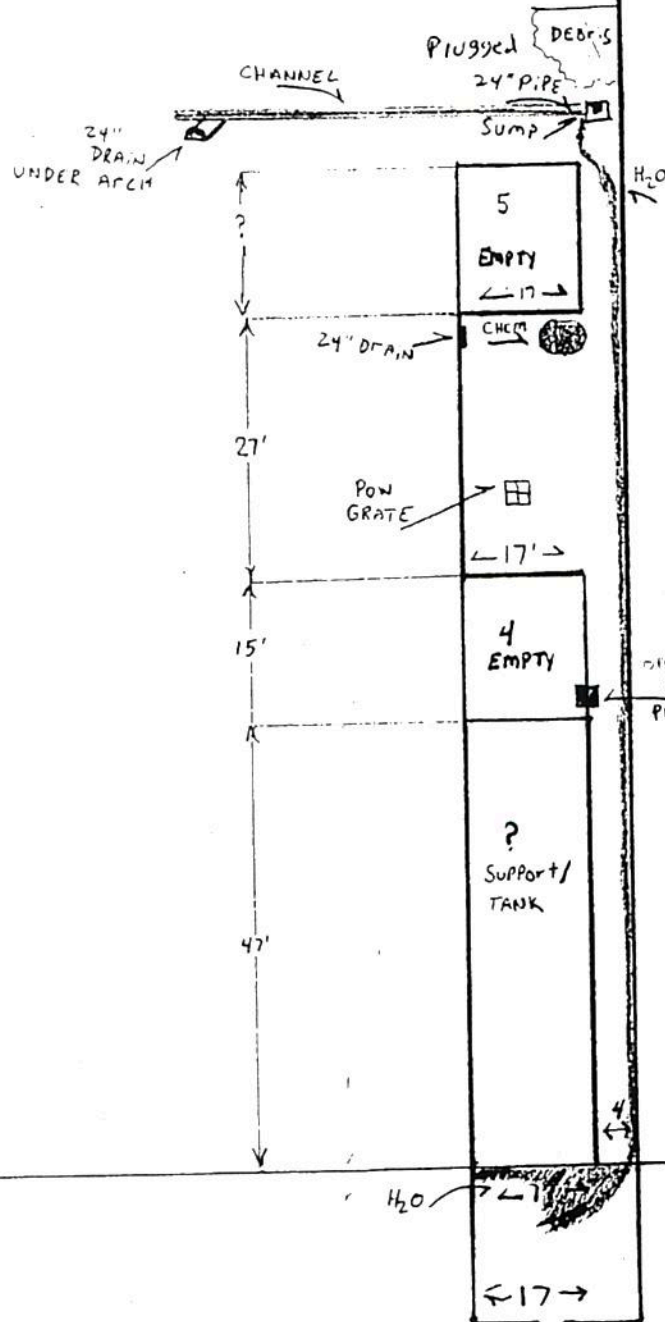 Plugged
DEBris
CHANNEL
24" PiPE
24"
DRAiN
UNDER ArCH
SUMP
H₂O
?
5
EMPTY
17
24" DrAiN
CHEM
27'
POW
GRATE
17'
15'
4
EMPTY
?
SUPPOrt/
TANK
47'
4
H₂O
17